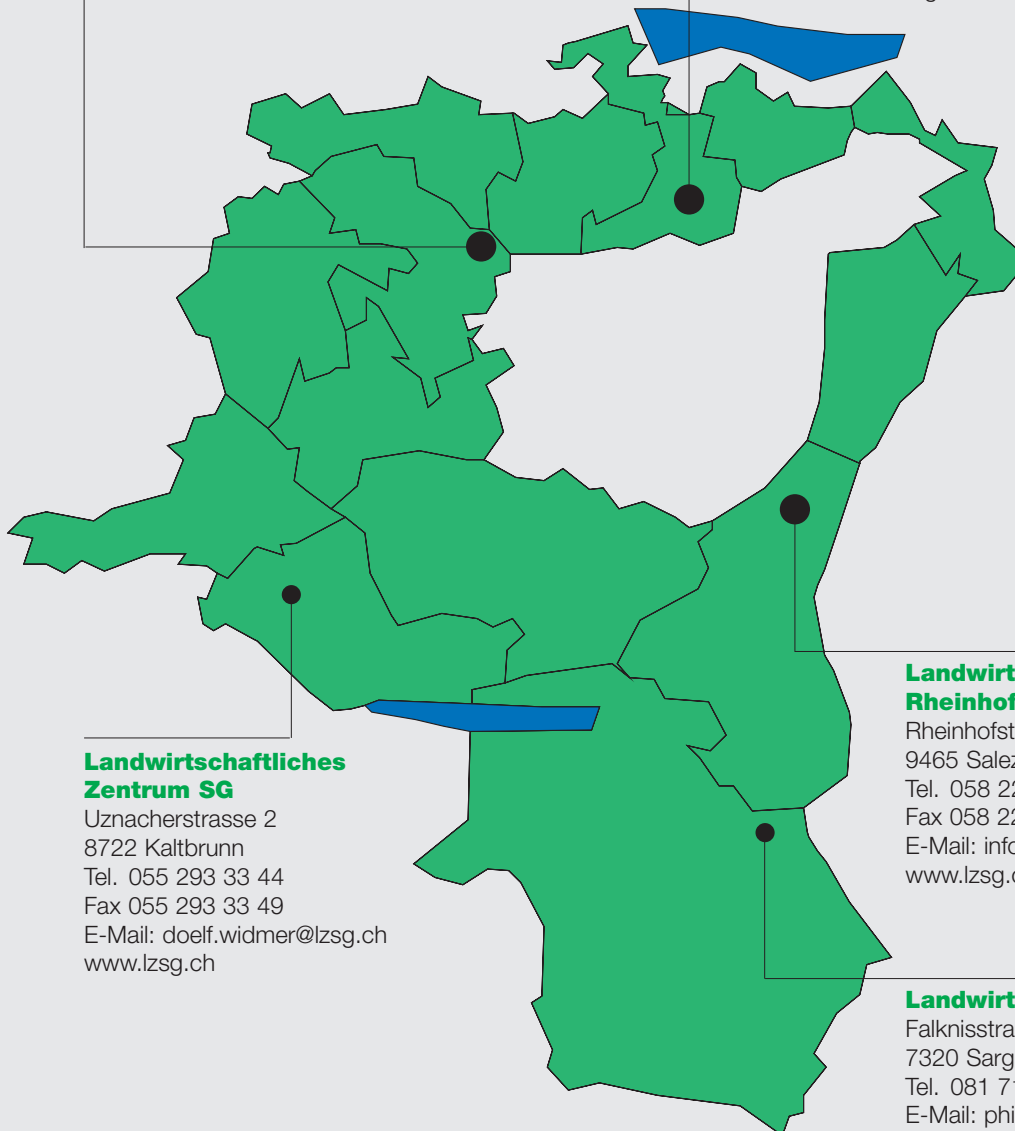 Landwirtschaftliches
Zentrum SG
Uznacherstrasse 2
8722 Kaltbrunn
Tel. 055 293 33 44
Fax 055 293 33 49
E-Mail: doelf.widmer@lzsg.ch
www.lzsg.ch
Landwirt
Rheinhof
Rheinhofst
9465 Salez
Tel. 058 22
Fax 058 22
E-Mail: info
www.lzsg.c
Landwirt
Falknisstra
7320 Sarg
Tel. 081 71
E-Mail: phi